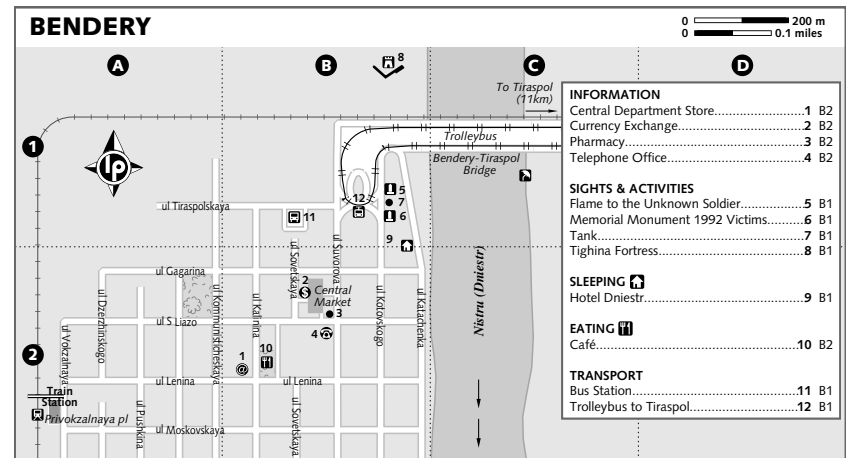 BENDERY
0 200 m
0 0.1 miles
A
B
C
D
8
To Tiraspol
(11km)
1
lp
Trolleybus
Bendery-Tiraspol
Bridge
12
5
7
6
ul Tiraspolskaya
11
9
ul Gagarina
ul Sovetskaya
ul Suvorova
2
$
Central
Market
3
4
ul Dzerzhinskogo
ul Kommunisticheskaya
ul Kalinina
ul Kotovskogo
ul Katachenka
Nistru (Dniestr)
ul S Liazo
ul Vokzalnaya
2
1
@
10
ul Lenina
ul Lenina
Train
Station
Privokzalnaya pl
ul Pushkina
ul Moskovskaya
ul Sovetskaya
INFORMATION
Central Department Store........................1 B2
Currency Exchange..................................2 B2
Pharmacy..................................................3 B2
Telephone Office......................................4 B2
SIGHTS & ACTIVITIES
Flame to the Unknown Soldier................5 B1
Memorial Monument 1992 Victims.........6 B1
Tank..........................................................7 B1
Tighina Fortress........................................8 B1
SLEEPING
Hotel Dniestr............................................9 B1
EATING
Café........................................................10 B2
TRANSPORT
Bus Station..............................................11 B1
Trolleybus to Tiraspol.............................12 B1